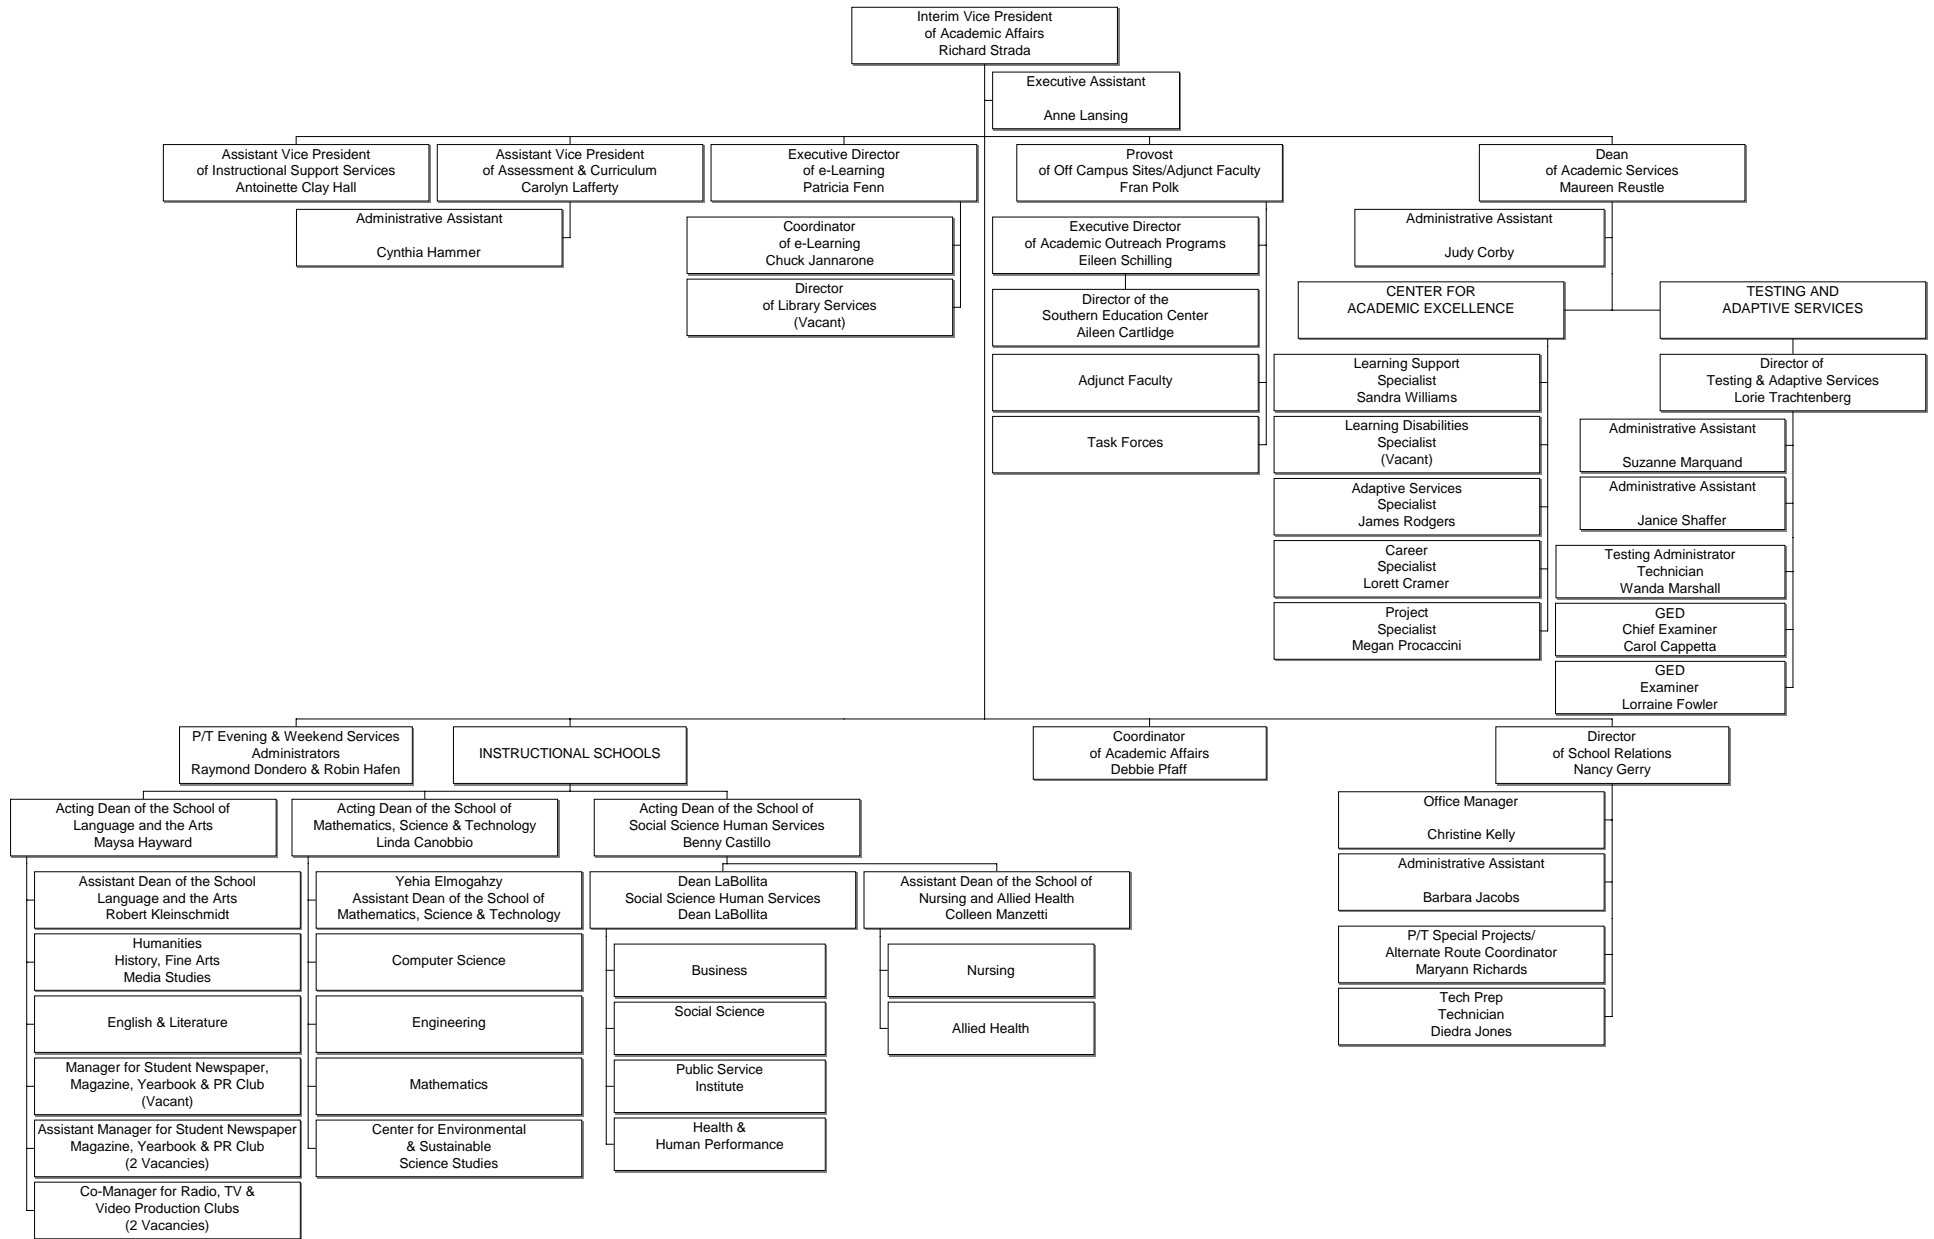 Interim Vice President
of Academic Affairs
Richard Strada
Executive Assistant
Anne Lansing
Assistant Vice President
of Instructional Support Services
Antoinette Clay Hall
Assistant Vice President
of Assessment & Curriculum
Carolyn Lafferty
Administrative Assistant
Cynthia Hammer
Executive Director
of e-Learning
Patricia Fenn
Coordinator
of e-Learning
Chuck Jannarone
Director
of Library Services
(Vacant)
Provost
of Off Campus Sites/Adjunct Faculty
Fran Polk
Executive Director
of Academic Outreach Programs
Eileen Schilling
Director of the
Southern Education Center
Aileen Cartlidge
Adjunct Faculty
Task Forces
Dean
of Academic Services
Maureen Reustle
Administrative Assistant
Judy Corby
CENTER FOR
ACADEMIC EXCELLENCE
Learning Support
Specialist
Sandra Williams
Learning Disabilities
Specialist
(Vacant)
Adaptive Services
Specialist
James Rodgers
Career
Specialist
Lorett Cramer
Project
Specialist
Megan Procaccini
TESTING AND
ADAPTIVE SERVICES
Director of
Testing & Adaptive Services
Lorie Trachtenberg
Administrative Assistant
Suzanne Marquand
Administrative Assistant
Janice Shaffer
Testing Administrator
Technician
Wanda Marshall
GED
Chief Examiner
Carol Cappetta
GED
Examiner
Lorraine Fowler
P/T Evening & Weekend Services
Administrators
Raymond Dondero & Robin Hafen
INSTRUCTIONAL SCHOOLS
Acting Dean of the School of
Language and the Arts
Maysa Hayward
Assistant Dean of the School
Language and the Arts
Robert Kleinschmidt
Humanities
History, Fine Arts
Media Studies
English & Literature
Manager for Student Newspaper,
Magazine, Yearbook & PR Club
(Vacant)
Assistant Manager for Student Newspaper
Magazine, Yearbook & PR Club
(2 Vacancies)
Co-Manager for Radio, TV &
Video Production Clubs
(2 Vacancies)
Acting Dean of the School of
Mathematics, Science & Technology
Linda Canobbio
Yehia Elmogahzy
Assistant Dean of the School of
Mathematics, Science & Technology
Computer Science
Engineering
Mathematics
Center for Environmental
& Sustainable
Science Studies
Acting Dean of the School of
Social Science Human Services
Benny Castillo
Dean LaBollita
Social Science Human Services
Dean LaBollita
Business
Social Science
Public Service
Institute
Health &
Human Performance
Assistant Dean of the School of
Nursing and Allied Health
Colleen Manzetti
Nursing
Allied Health
Coordinator
of Academic Affairs
Debbie Pfaff
Director
of School Relations
Nancy Gerry
Office Manager
Christine Kelly
Administrative Assistant
Barbara Jacobs
P/T Special Projects/
Alternate Route Coordinator
Maryann Richards
Tech Prep
Technician
Diedra Jones